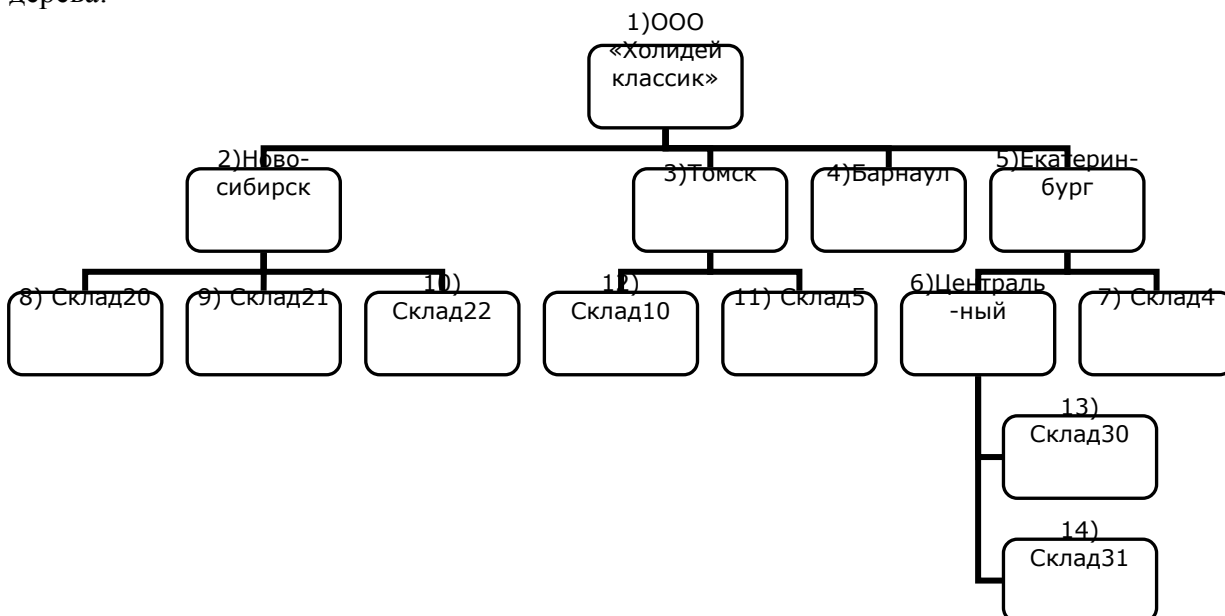 дерева.
1)ООО
«Холидей
классик»
2)Ново-
сибирск
3)Томск
4)Барнаул
5)Екатерин-
бург
8) Склад20
9) Склад21
10)
Склад22
12)
Склад10
11) Склад5
6)Централь
-ный
7) Склад4
13)
Склад30
14)
Склад31